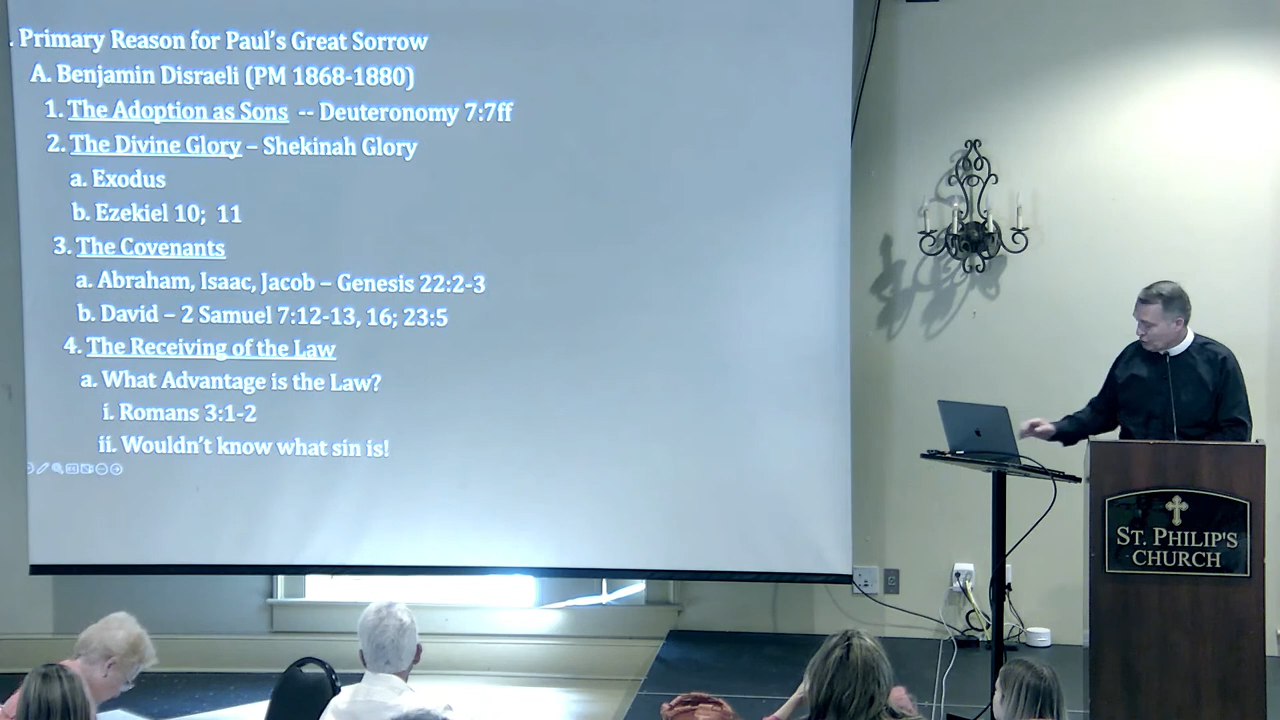 . Primary Reason for Paul's Great Sorrow
A. Benjamin Disraeli (PM 1868-1880)
1. The Adoption as Sons -- Deuteronomy 7:7ff
2. The Divine Glory – Shekinah Glory
a. Exodus
b. Ezekiel 10; 11
3. The Covenants
a. Abraham, Isaac, Jacob – Genesis 22:2-3
b. David – 2 Samuel 7:12-13, 16; 23:5
4. The Receiving of the Law
a. What Advantage is the Law?
i. Romans 3:1-2
ii. Wouldn't know what sin is!
ST. PHILIP'S
CHURCH